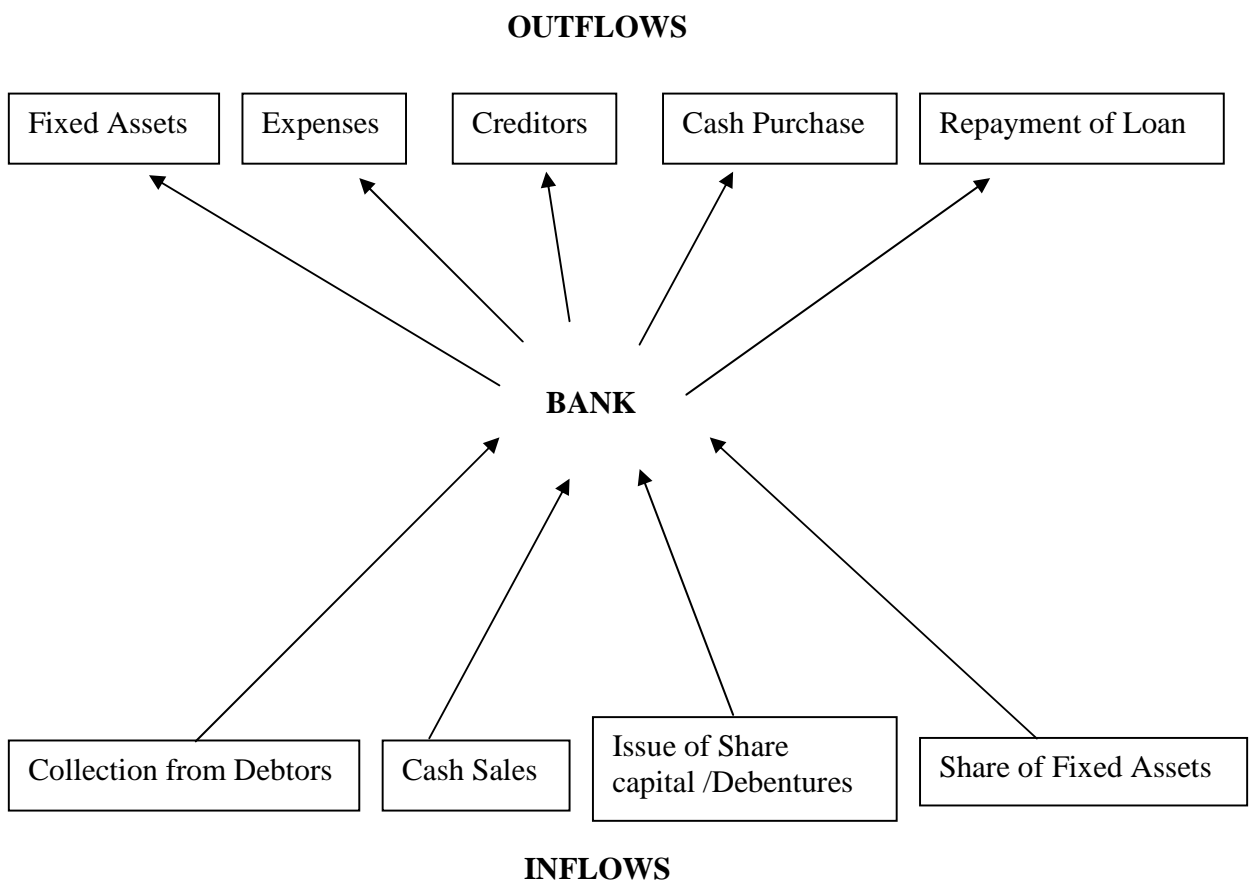 OUTFLOWS
Fixed Assets
Expenses
Creditors
Cash Purchase
Repayment of Loan
BANK
Collection from Debtors
Cash Sales
Issue of Share
capital /Debentures
Share of Fixed Assets
INFLOWS